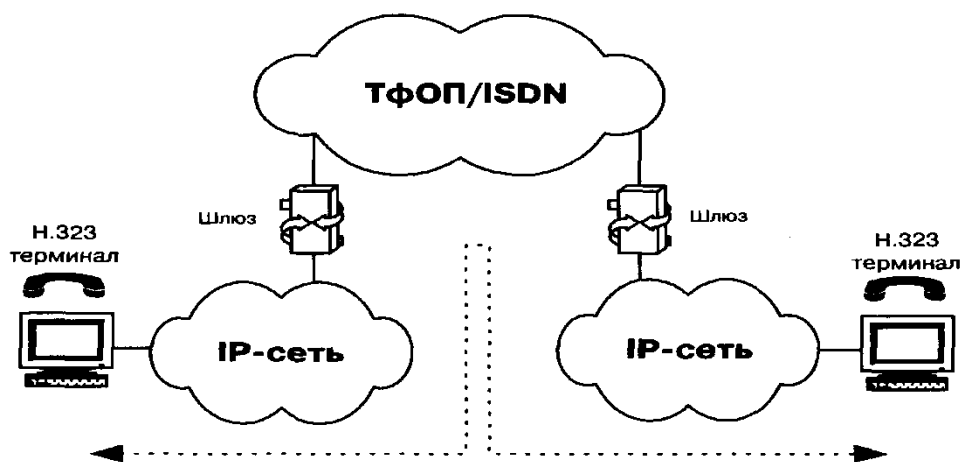 ТфОП/ISDN
Шлюз
Шлюз
H.323
терминал
H.323
терминал
IP-сеть
IP-сеть